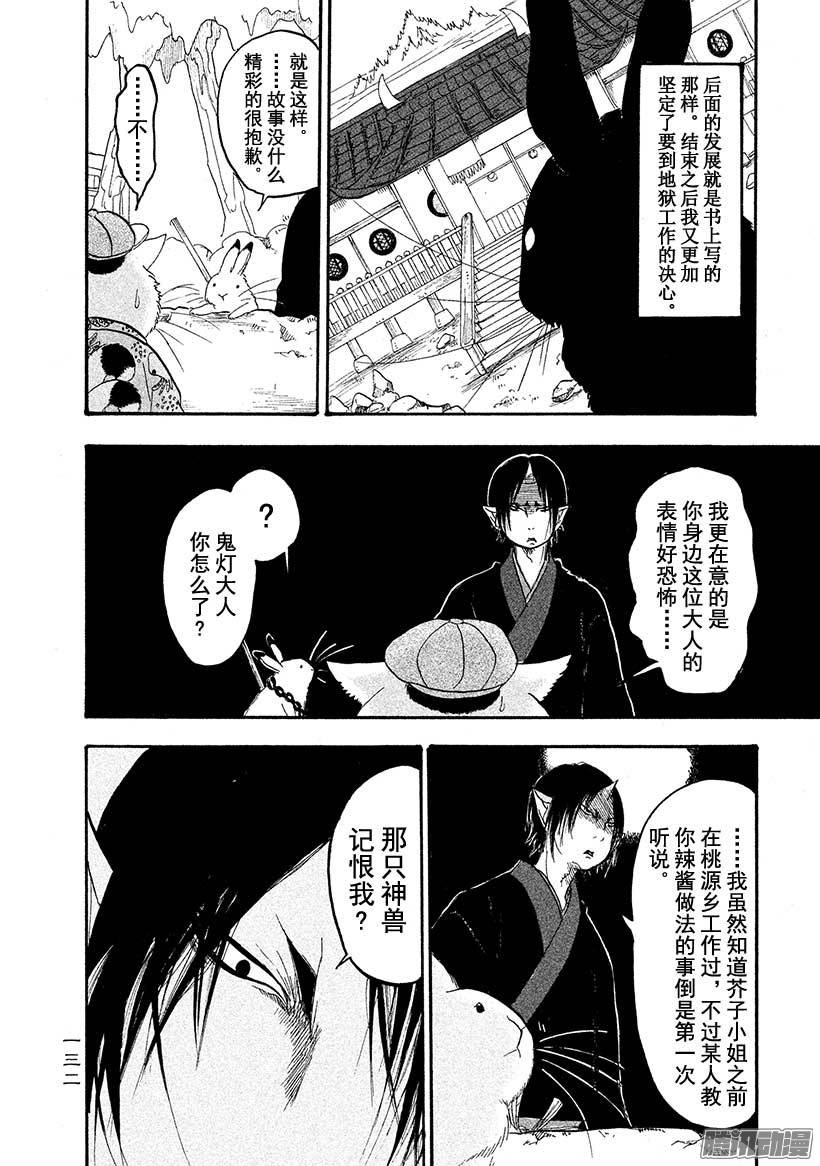 后面的发展就是书上写的
那样。结束之后我又更加
坚定了要到地狱工作的决心。
就是这样。
……故事没什么
精彩的很抱歉。
……不……
我更在意的是
你身边这位大人的
表情好恐怖……
？
鬼灯大人
你怎么了？
……我虽然知道芥子小姐之前
在桃源乡工作过，不过某人教
你辣酱做法的事倒是第一次
听说。
那只神兽
记恨我？
一三二
腾讯动漫